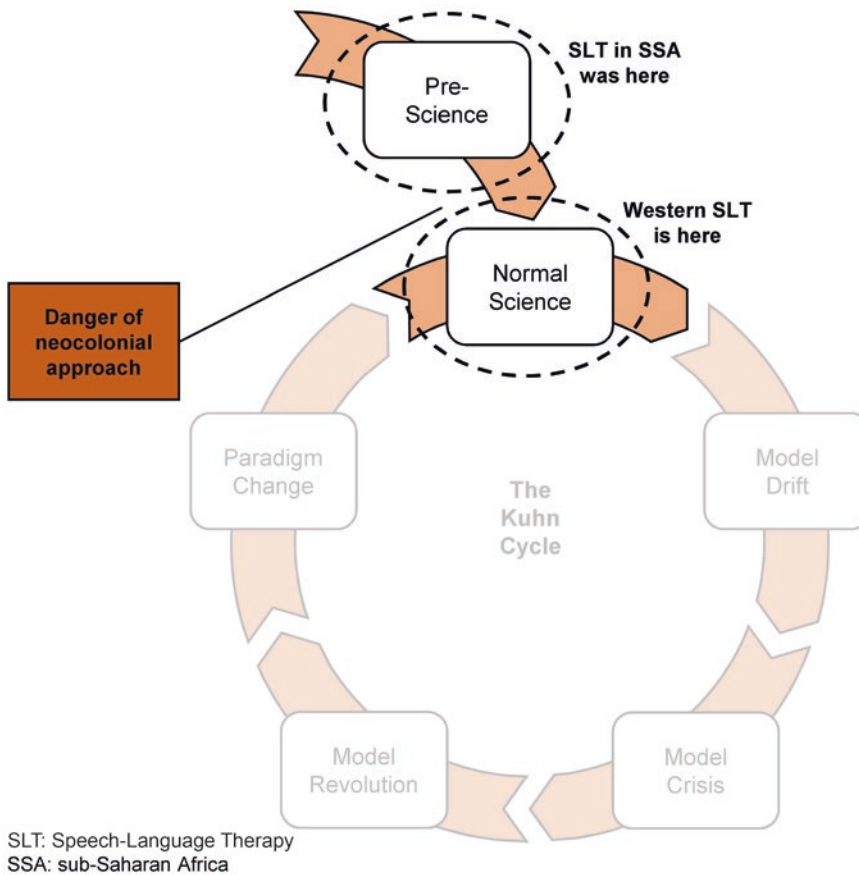 SLT in SSA
was here
Pre-
Science
Western SLT
is here
Normal
Science
Danger of
neocolonial
approach
Paradigm
Change
The
Kuhn
Cycle
Model
Drift
Model
Revolution
Model
Crisis
SLT: Speech-Language Therapy
SSA: sub-Saharan Africa